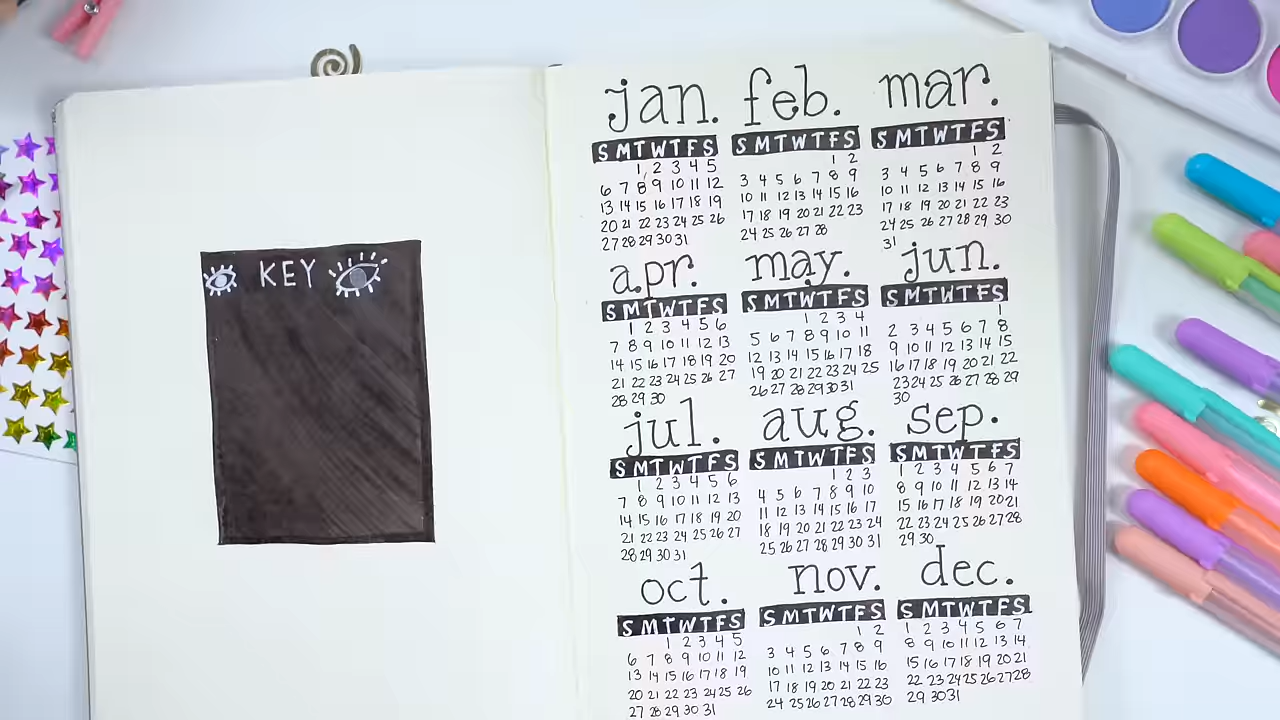 KEY
jan. feb. mar.
SMTWTFS SMTWTFS SMTWTFS
1 2 3 4 5 1 2 1 2
6 7 8 9 10 11 12 3 4 5 6 7 8 9 3 4 5 6 7 8 9
13 14 15 16 17 18 19 10 11 12 13 14 15 16 10 11 12 13 14 15 16
20 21 22 23 24 25 26 17 18 19 20 21 22 23 17 18 19 20 21 22 23
27 28 29 30 31 24 25 26 27 28 24 25 26 27 28 29 30
31
apr. may. jun.
SMTWTFS SMTWTFS SMTWTFS
1 2 3 4 5 6 1 2 3 4 1
7 8 9 10 11 12 13 5 6 7 8 9 10 11 2 3 4 5 6 7 8
14 15 16 17 18 19 20 12 13 14 15 16 17 18 9 10 11 12 13 14 15
21 22 23 24 25 26 27 19 20 21 22 23 24 25 16 17 18 19 20 21 22
28 29 30 26 27 28 29 30 31 23 24 25 26 27 28 29
30
jul. aug. sep.
SMTWTFS SMTWTFS SMTWTFS
1 2 3 4 5 6 1 2 3 1 2 3 4 5 6 7
7 8 9 10 11 12 13 4 5 6 7 8 9 10 8 9 10 11 12 13 14
14 15 16 17 18 19 20 11 12 13 14 15 16 17 15 16 17 18 19 20 21
21 22 23 24 25 26 27 18 19 20 21 22 23 24 22 23 24 25 26 27 28
28 29 30 31 25 26 27 28 29 30 31 29 30
oct. nov. dec.
SMTWTFS SMTWTFS SMTWTFS
1 2 3 4 5 1 2 1 2 3 4 5 6 7
6 7 8 9 10 11 12 3 4 5 6 7 8 9 8 9 10 11 12 13 14
13 14 15 16 17 18 19 10 11 12 13 14 15 16 15 16 17 18 19 20 21
20 21 22 23 24 25 26 17 18 19 20 21 22 23 22 23 24 25 26 27 28
27 28 29 30 31 24 25 26 27 28 29 30 29 30 31